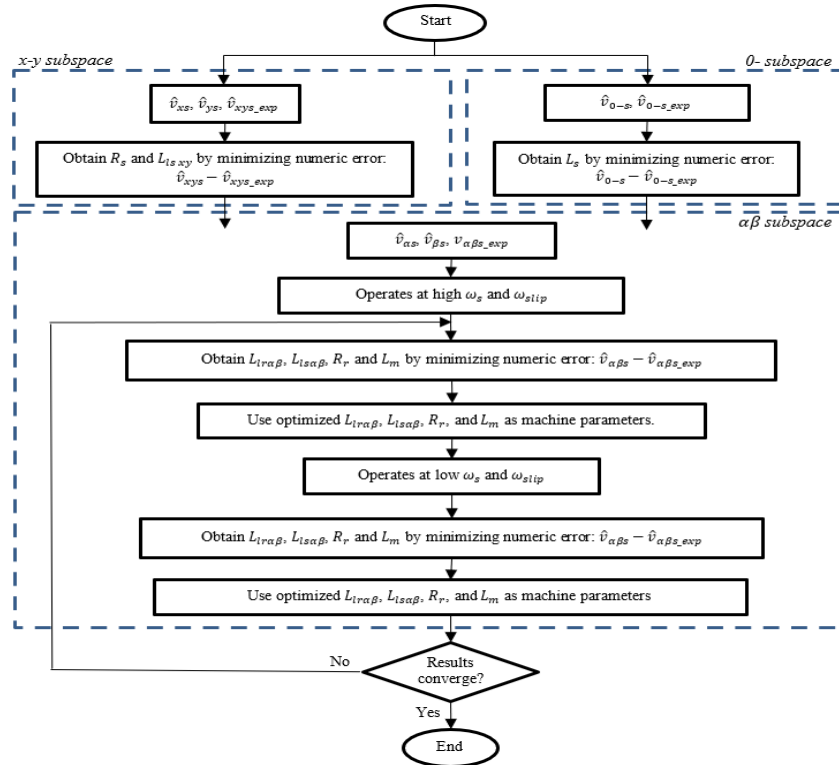 Start
x-y subspace
0- subspace
v̂xs, v̂ys, v̂xys_exp
v̂0−s, v̂0−s_exp
Obtain Rs and Lls xy by minimizing numeric error:
v̂xys − v̂xys_exp
Obtain Ls by minimizing numeric error:
v̂0−s − v̂0−s_exp
αβ subspace
v̂αs, v̂βs, vαβs_exp
Operates at high ωs and ωslip
Obtain Llrαβ, Llsαβ, Rr and Lm by minimizing numeric error: v̂αβs − v̂αβs_exp
Use optimized Llrαβ, Llsαβ, Rr, and Lm as machine parameters.
Operates at low ωs and ωslip
Obtain Llrαβ, Llsαβ, Rr and Lm by minimizing numeric error: v̂αβs − v̂αβs_exp
Use optimized Llrαβ, Llsαβ, Rr, and Lm as machine parameters
No
Results
converge?
Yes
End